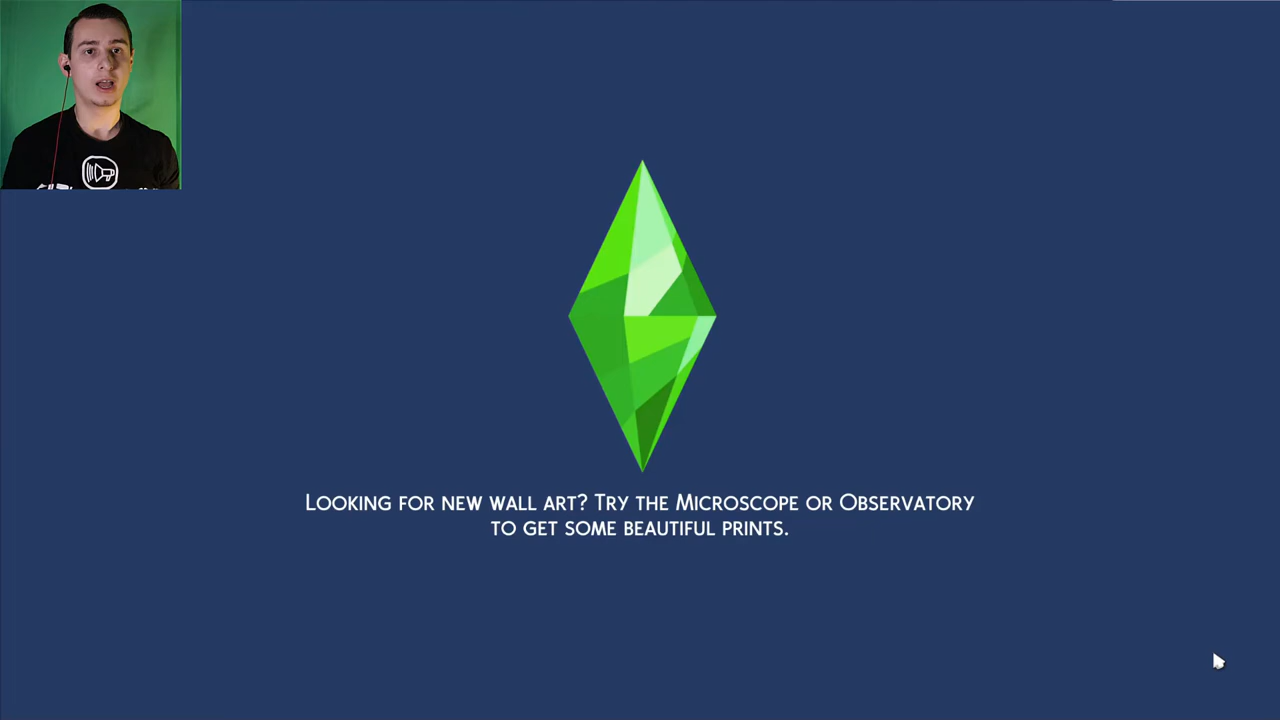 Looking for new wall art? Try the Microscope or Observatory
to get some beautiful prints.